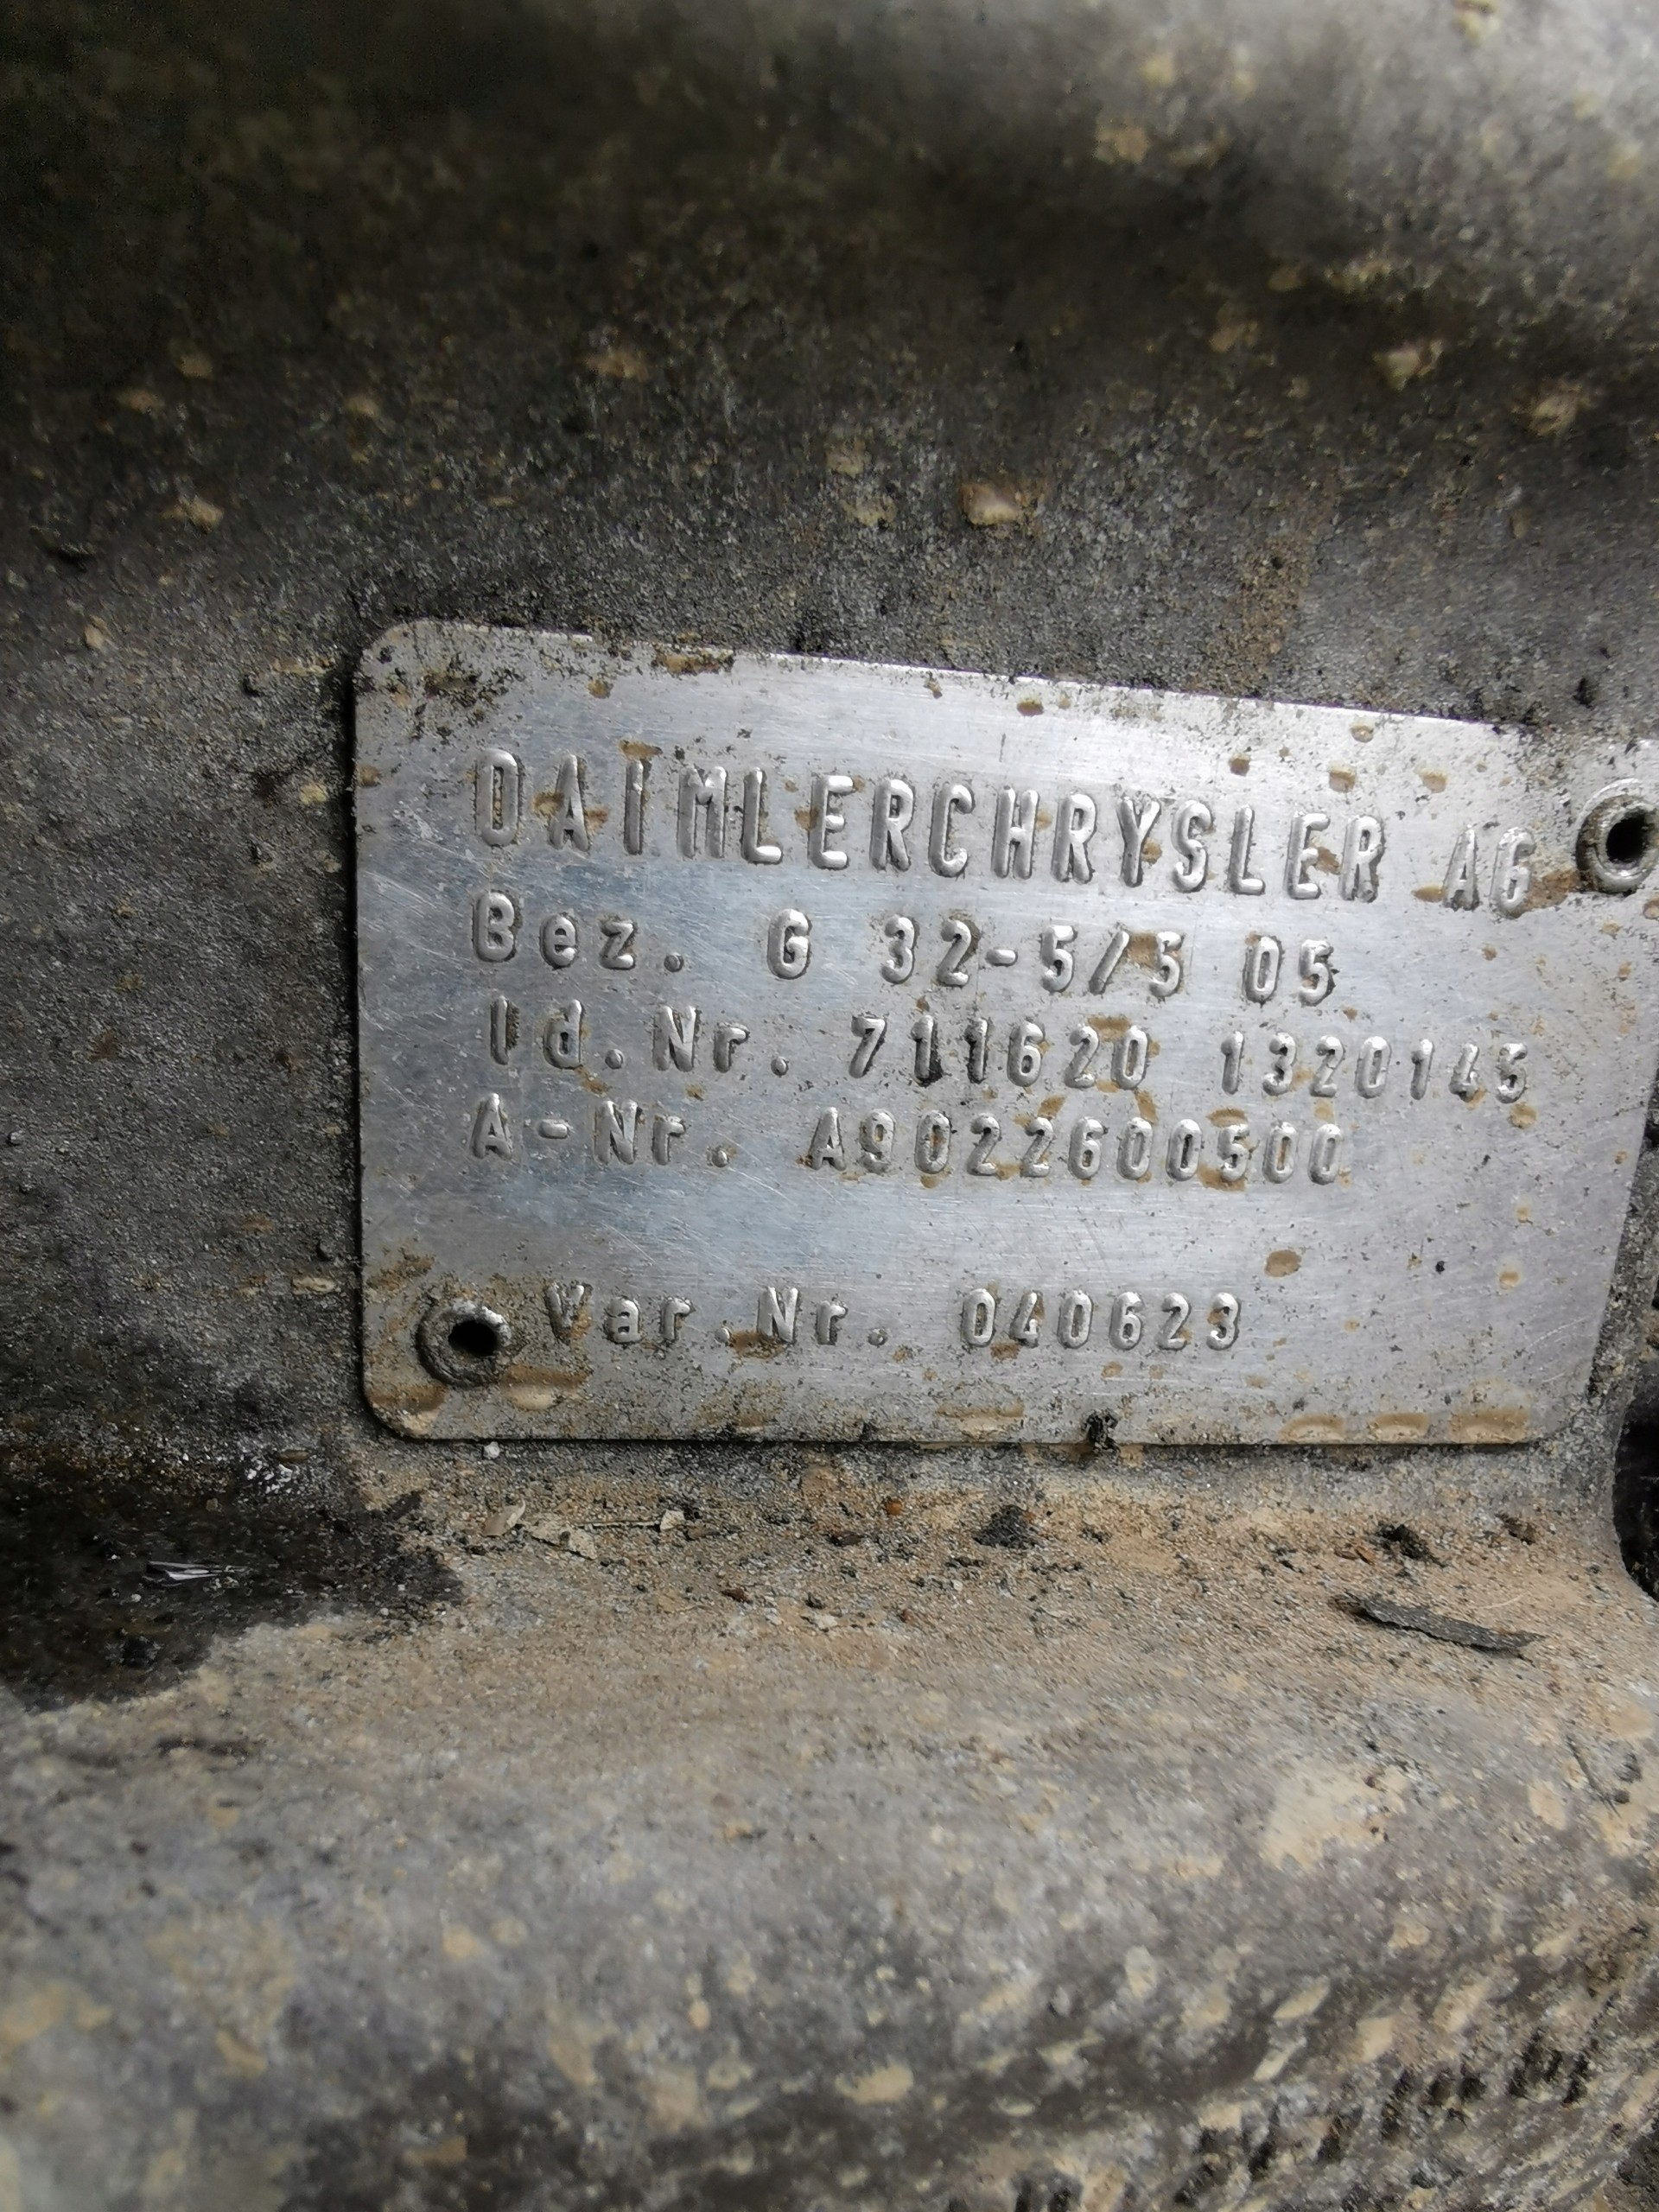 DAIMLERCHRYSLER AG
Bez. G 32-5/5 05
Id.Nr. 711620 1320145
A-Nr. A9022600500
Var.Nr. 040623